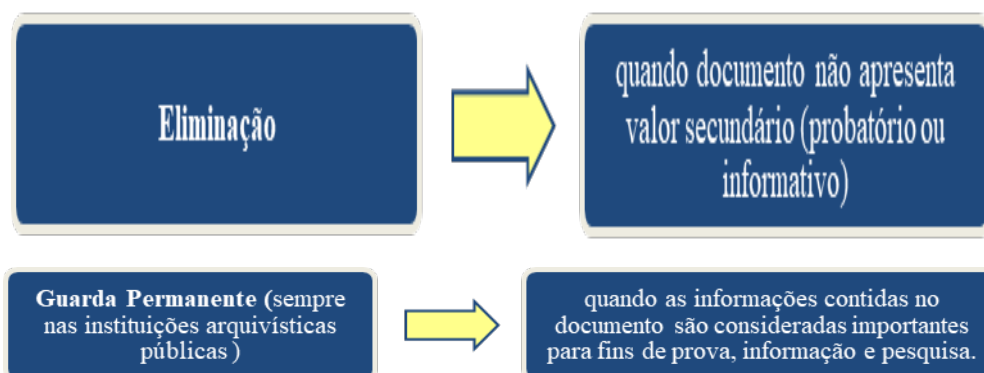 Eliminação
quando documento não apresenta
valor secundário (probatório ou
informativo)
Guarda Permanente (sempre
nas instituições arquivísticas
públicas )
quando as informações contidas no
documento são consideradas importantes
para fins de prova, informação e pesquisa.